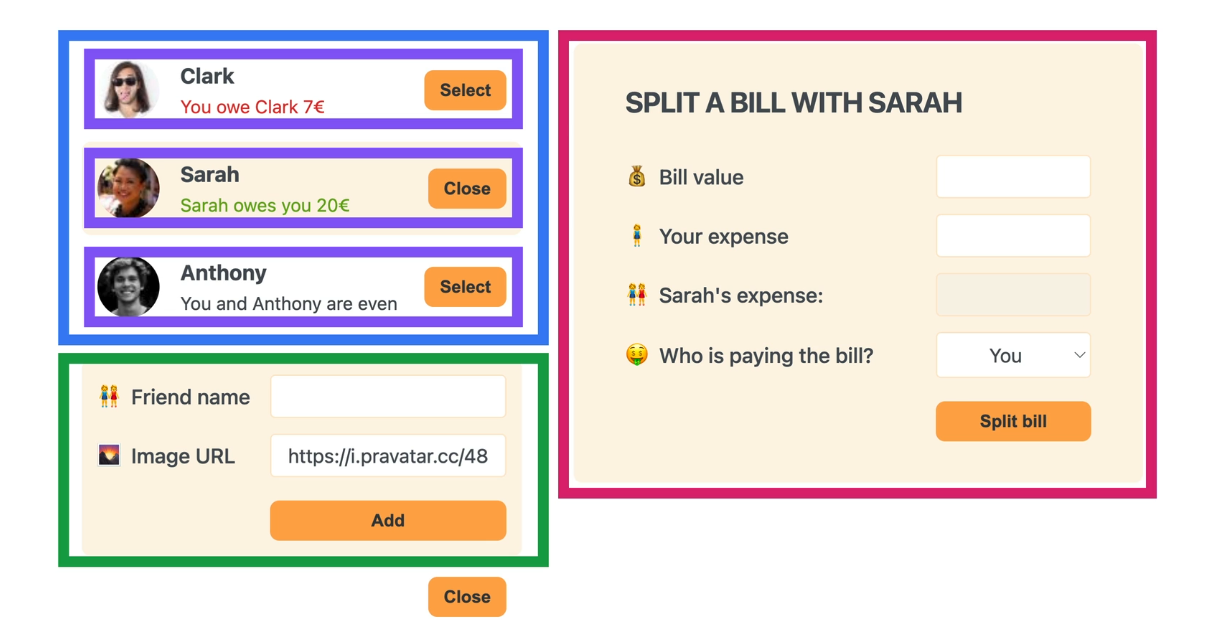 Clark
You owe Clark 7€
Select
Sarah
Sarah owes you 20€
Close
Anthony
You and Anthony are even
Select
Friend name
Image URL
https://i.pravatar.cc/48
Add
Close
SPLIT A BILL WITH SARAH
Bill value
Your expense
Sarah's expense:
Who is paying the bill?
You
Split bill